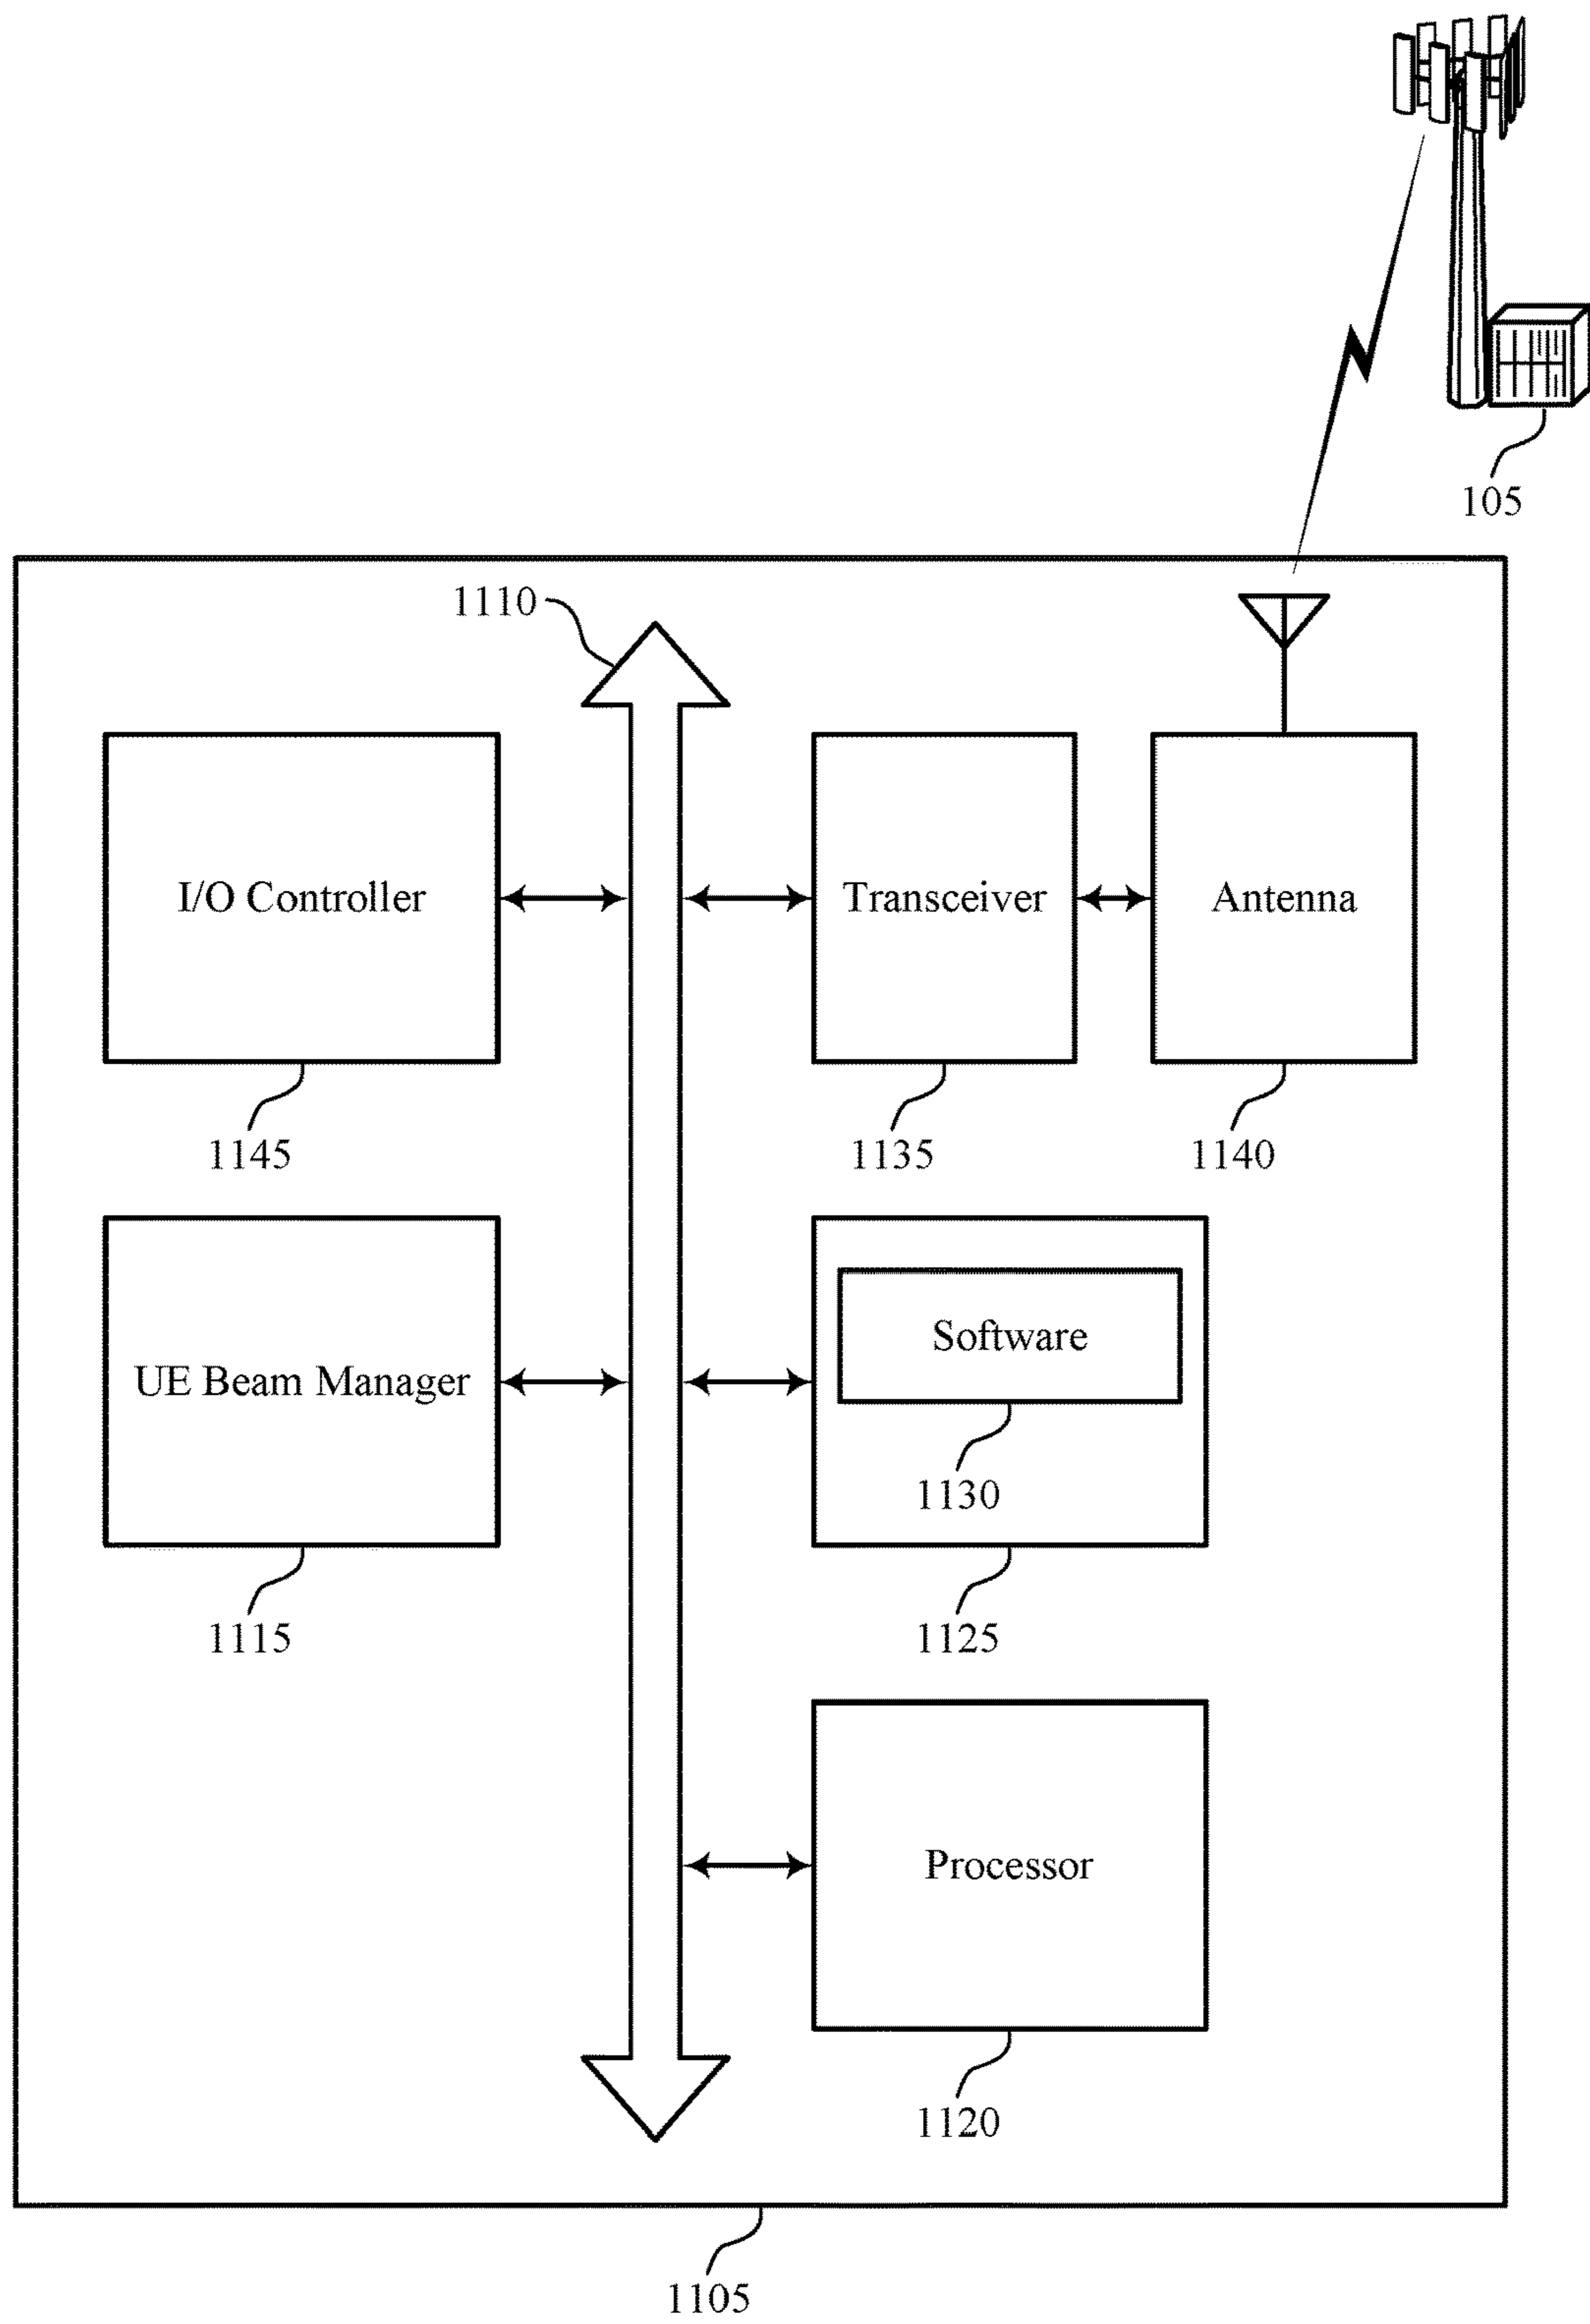 105
1110
I/O Controller
Transceiver
Antenna
1145
1135
1140
UE Beam Manager
Software
1130
1115
1125
Processor
1120
1105